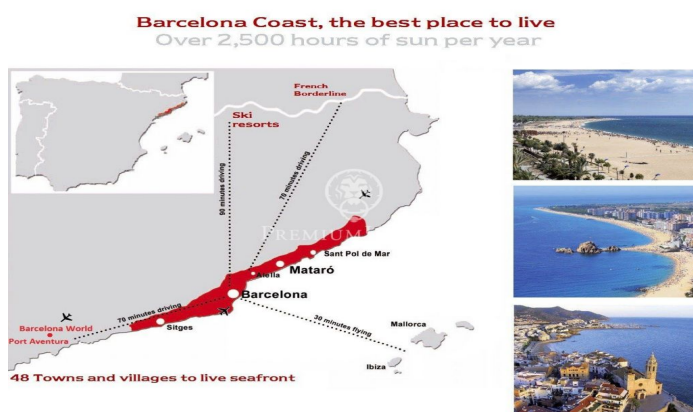 Barcelona Coast, the best place to live
Over 2,500 hours of sun per year
French
Borderline
Ski
resorts
90 minutes driving
70 minutes driving
PREMIUM
Sant Pol de Mar
Mataró
Alella
Barcelona
70 minutes driving
Barcelona World
Port Aventura
Sitges
30 minutes flying
Mallorca
Ibiza
48 Towns and villages to live seafront